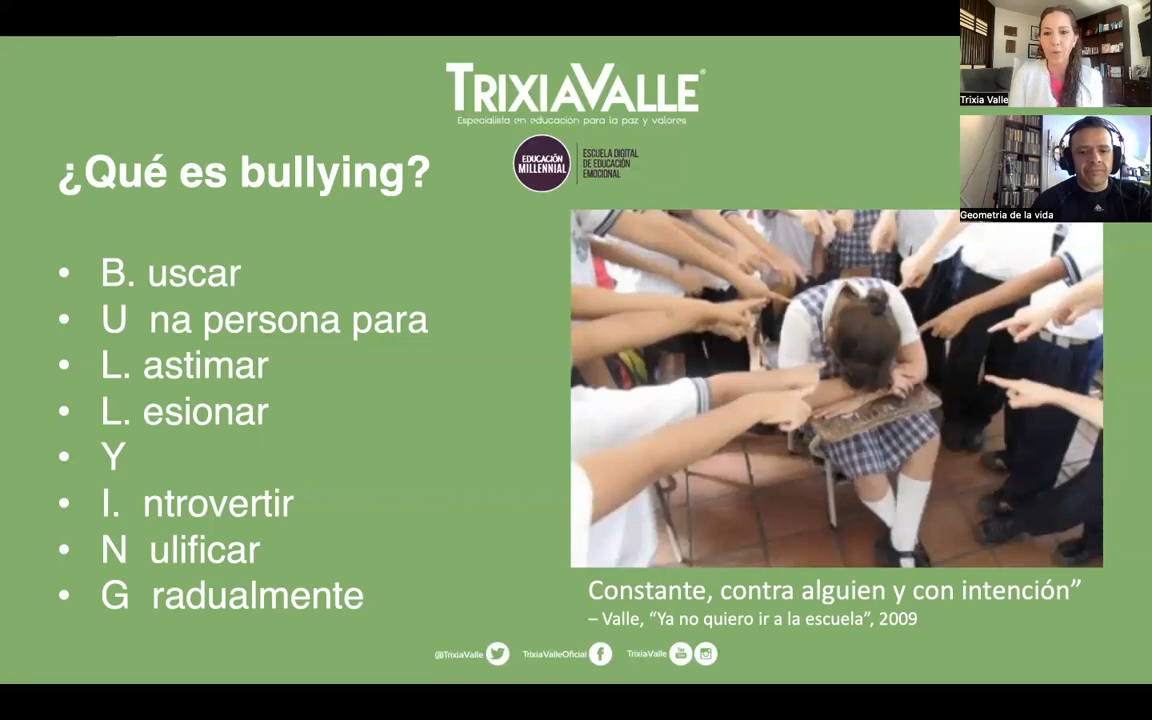 TRIXIAVALLE®
Especialista en educación para la paz y valores
EDUCACIÓN
MILLENNIAL
ESCUELA DIGITAL
DE EDUCACIÓN
EMOCIONAL
Trixia Valle
Geometria de la vida
¿Qué es bullying?
• B. uscar
• U na persona para
• L. astimar
• L. esionar
• Y
• I. ntrovertir
• N ulificar
• G radualmente
Constante, contra alguien y con intención”
– Valle, “Ya no quiero ir a la escuela”, 2009
@TrixiaValle
TrixiaValleOficial
TrixiaValle